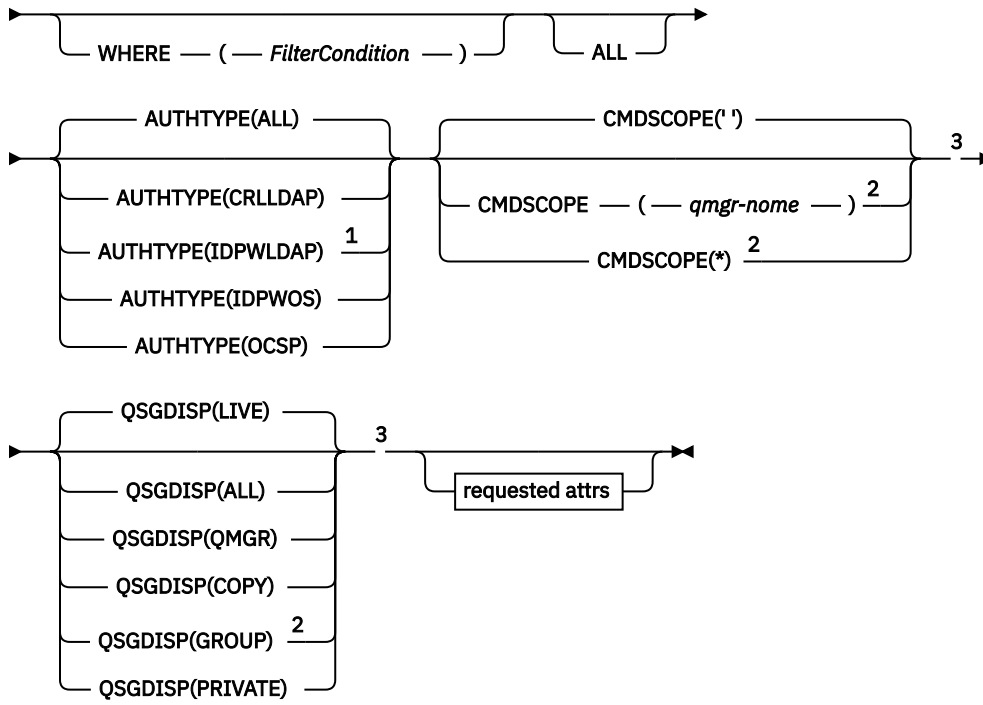 WHERE ( FilterCondition )
ALL
AUTHTYPE(ALL)
AUTHTYPE(CRLLDAP)
AUTHTYPE(IDPWLDAP) 1
AUTHTYPE(IDPWOS)
AUTHTYPE(OCSP)
CMDSCOPE(' ')
CMDSCOPE ( qmgr-nome ) 2
CMDSCOPE(*) 2
3
QSGDISP(LIVE)
QSGDISP(ALL)
QSGDISP(QMGR)
QSGDISP(COPY)
QSGDISP(GROUP) 2
QSGDISP(PRIVATE)
3
requested attrs